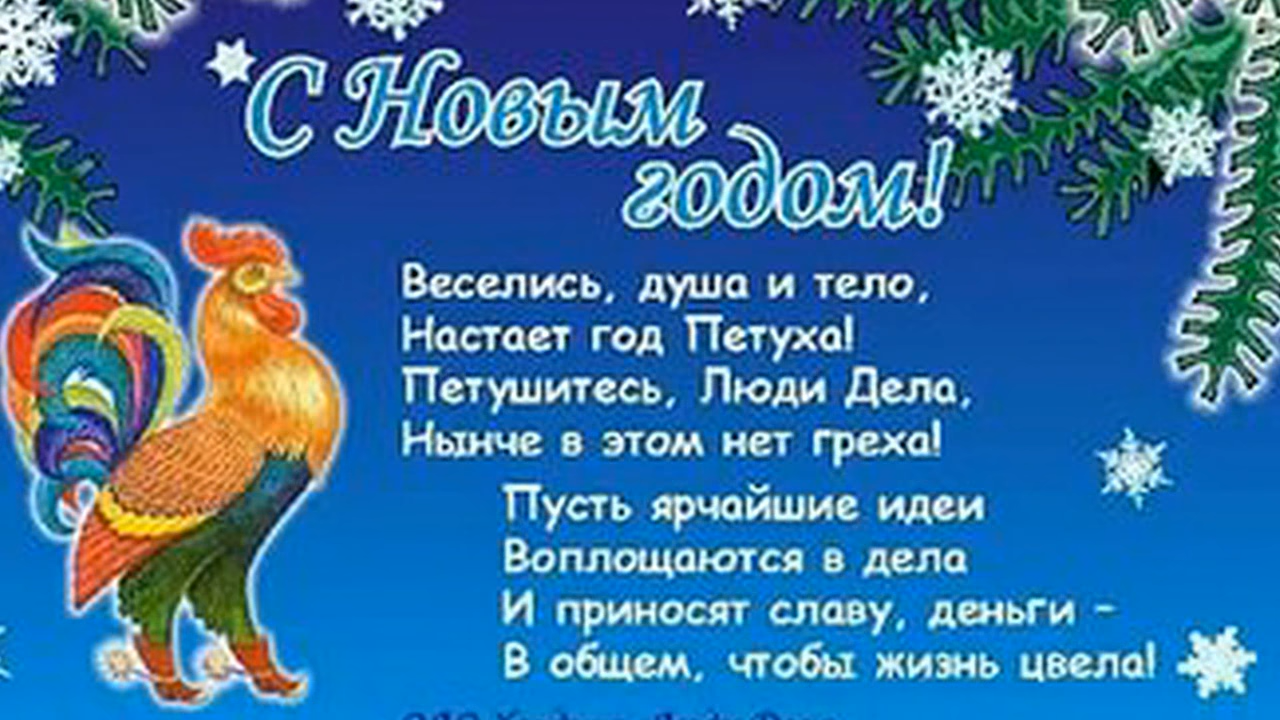 С Новым
годом!
Веселись, душа и тело,
Настает год Петуха!
Петушитесь, Люди Дела,
Нынче в этом нет греха!
Пусть ярчайшие идеи
Воплощаются в дела
И приносят славу, деньги –
В общем, чтобы жизнь цвела!